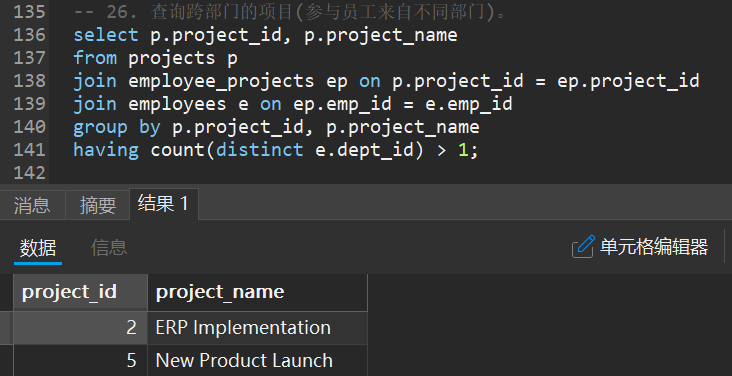 135 -- 26. 查询跨部门的项目(参与员工来自不同部门)。
136 select p.project_id, p.project_name
137 from projects p
138 join employee_projects ep on p.project_id = ep.project_id
139 join employees e on ep.emp_id = e.emp_id
140 group by p.project_id, p.project_name
141 having count(distinct e.dept_id) > 1;
142
消息 摘要 结果 1
数据 信息 单元格编辑器
project_id project_name
2 ERP Implementation
5 New Product Launch